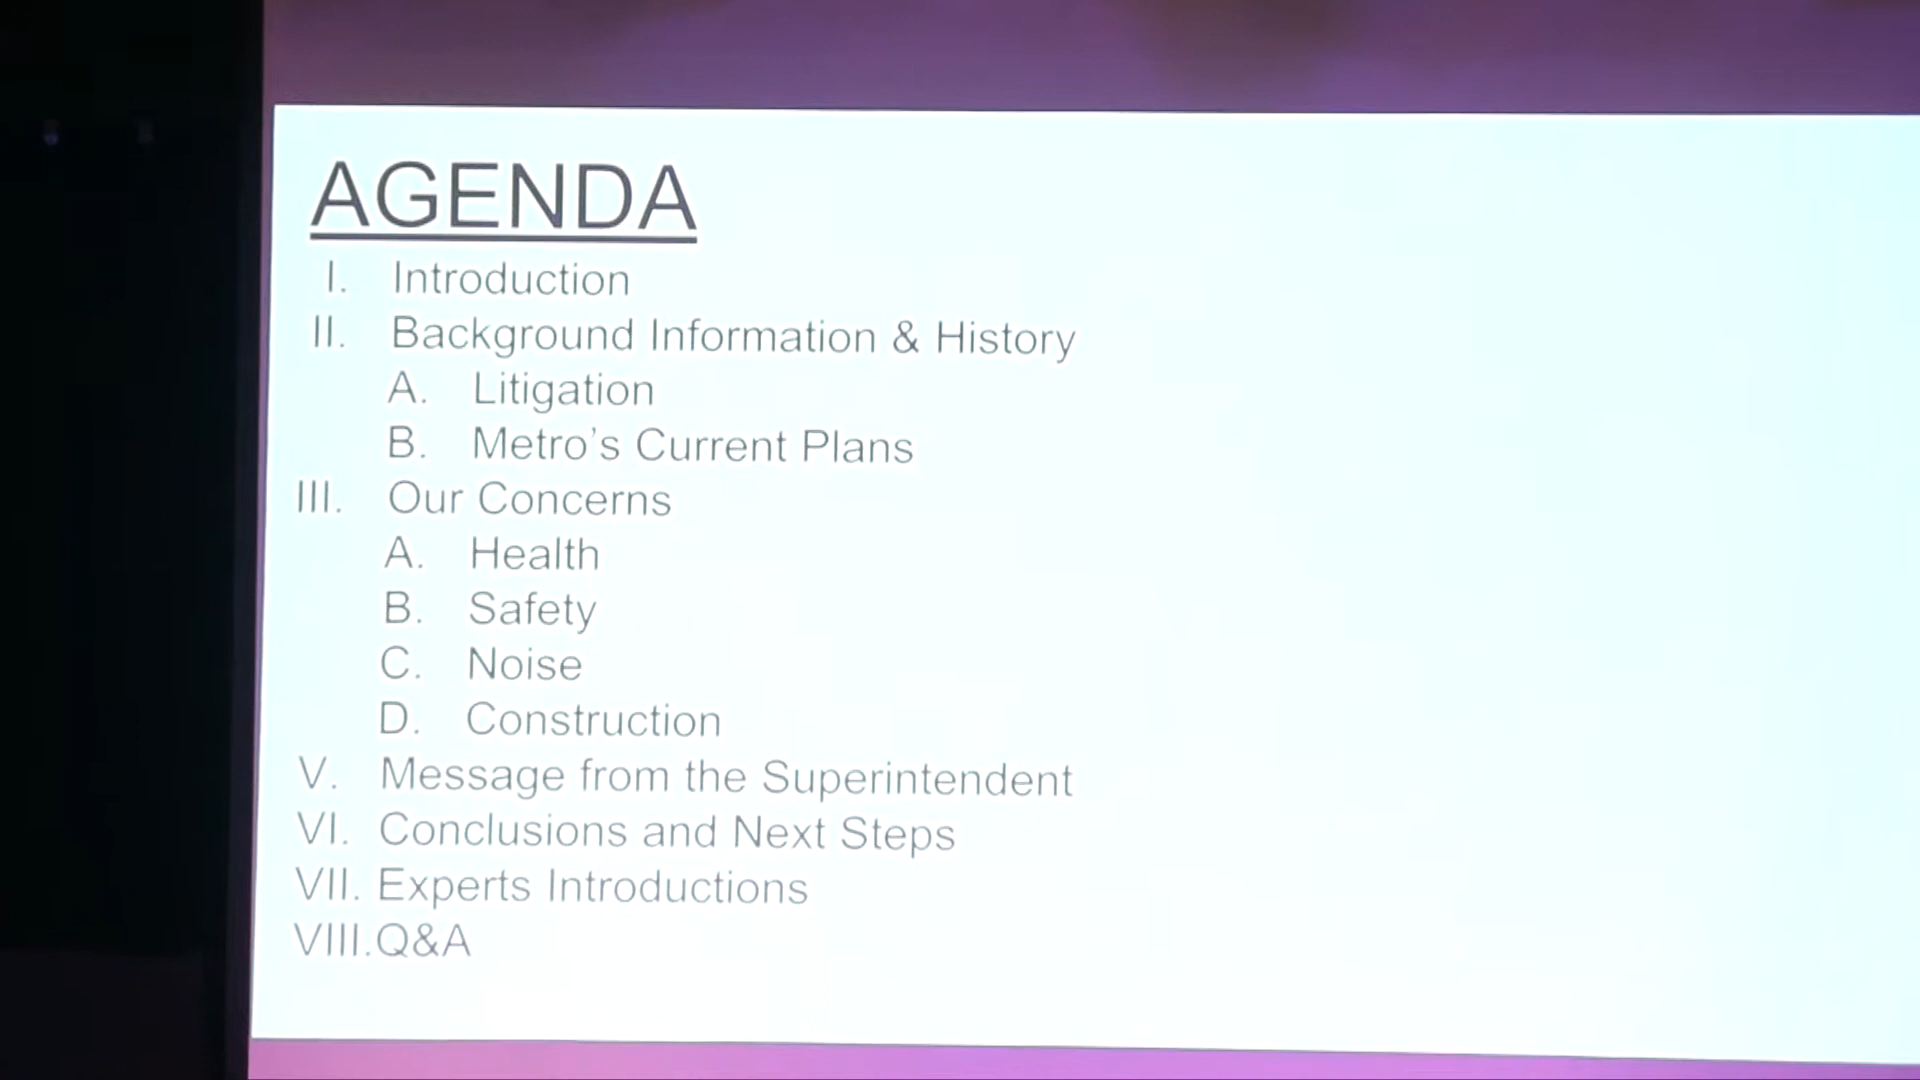 AGENDA
I. Introduction
II. Background Information & History
A. Litigation
B. Metro's Current Plans
III. Our Concerns
A. Health
B. Safety
C. Noise
D. Construction
V. Message from the Superintendent
VI. Conclusions and Next Steps
VII. Experts Introductions
VIII.Q&A